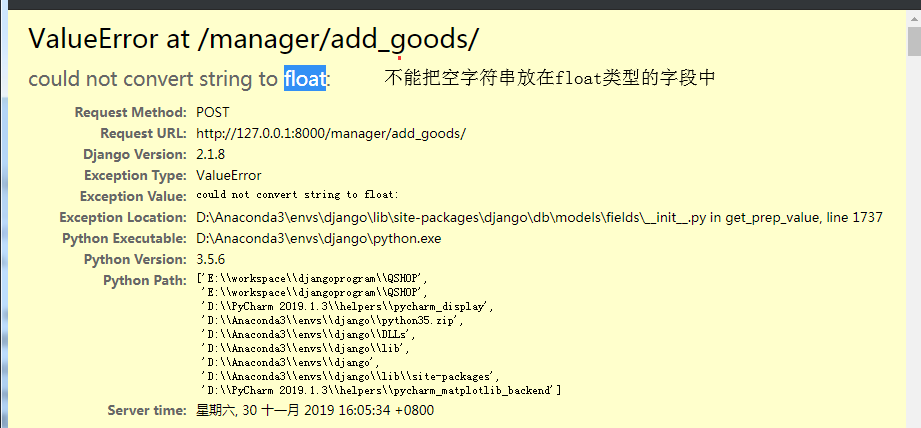 ValueError at /manager/add_goods/
could not convert string to float: 不能把空字符串放在float类型的字段中
Request Method: POST
Request URL: http://127.0.0.1:8000/manager/add_goods/
Django Version: 2.1.8
Exception Type: ValueError
Exception Value: could not convert string to float:
Exception Location: D:\Anaconda3\envs\django\lib\site-packages\django\db\models\fields\__init__.py in get_prep_value, line 1737
Python Executable: D:\Anaconda3\envs\django\python.exe
Python Version: 3.5.6
Python Path: ['E:\\workspace\\djangoprogram\\QSHOP',
'E:\\workspace\\djangoprogram\\QSHOP',
'D:\\PyCharm 2019.1.3\\helpers\\pycharm_display',
'D:\\Anaconda3\\envs\\django\\python35.zip',
'D:\\Anaconda3\\envs\\django\\DLLs',
'D:\\Anaconda3\\envs\\django\\lib',
'D:\\Anaconda3\\envs\\django',
'D:\\Anaconda3\\envs\\django\\lib\\site-packages',
'D:\\PyCharm 2019.1.3\\helpers\\pycharm_matplotlib_backend']
Server time: 星期六, 30 十一月 2019 16:05:34 +0800